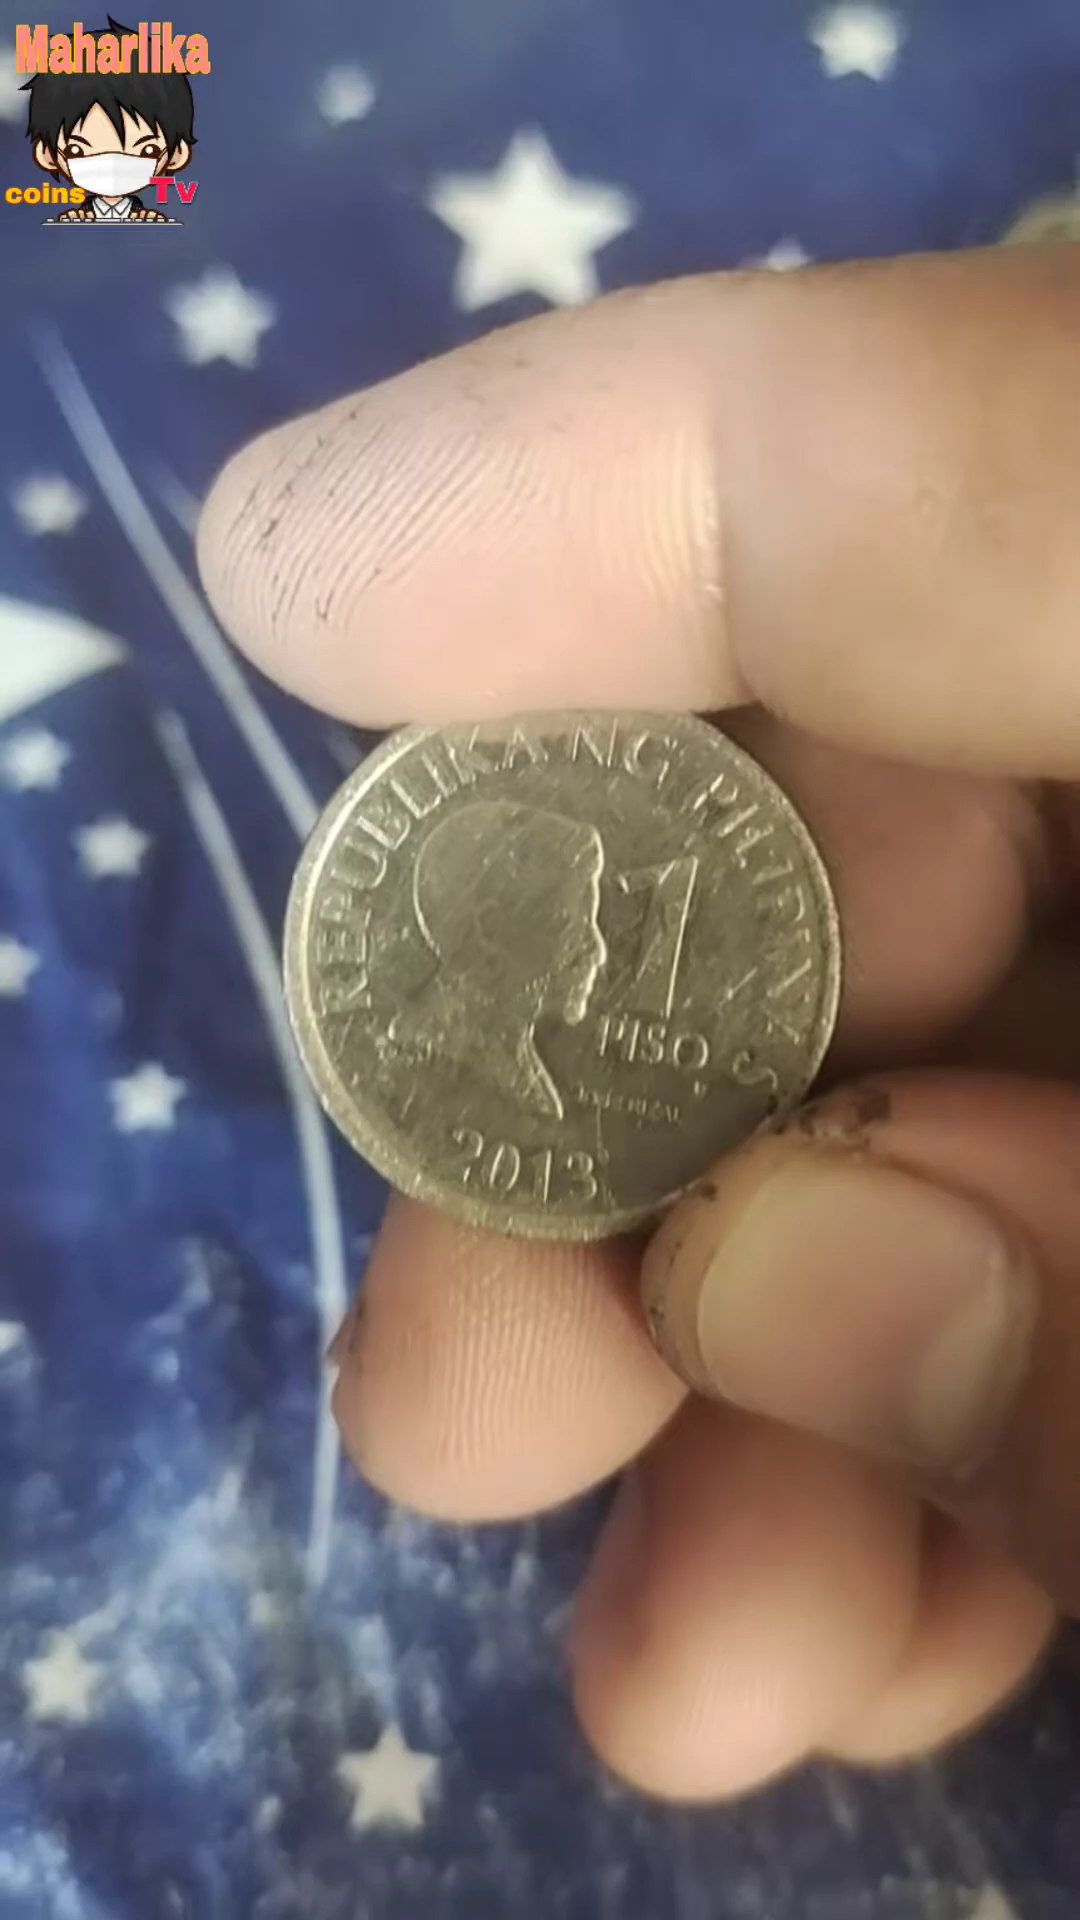 Maharlika
coins Tv
REPUBLIKA NG PILIPINAS
1
PISO
2013